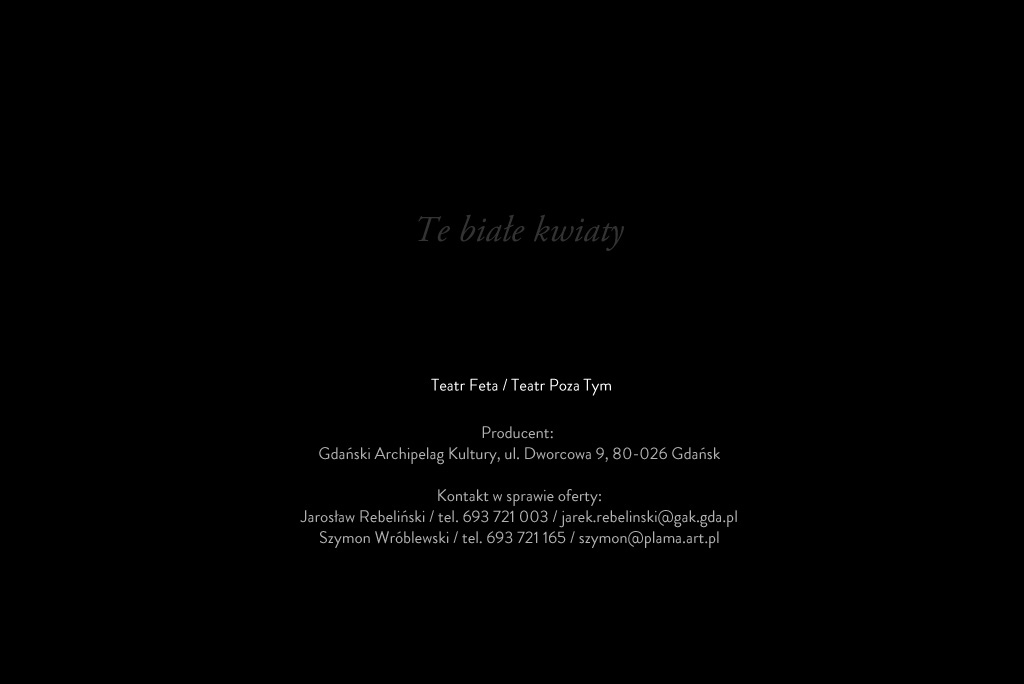 Te białe kwiaty
Teatr Feta / Teatr Poza Tym
Producent:
Gdański Archipelag Kultury, ul. Dworcowa 9, 80-026 Gdańsk
Kontakt w sprawie oferty:
Jarosław Rebeliński / tel. 693 721 003 / jarek.rebelinski@gak.gda.pl
Szymon Wróblewski / tel. 693 721 165 / szymon@plama.art.pl